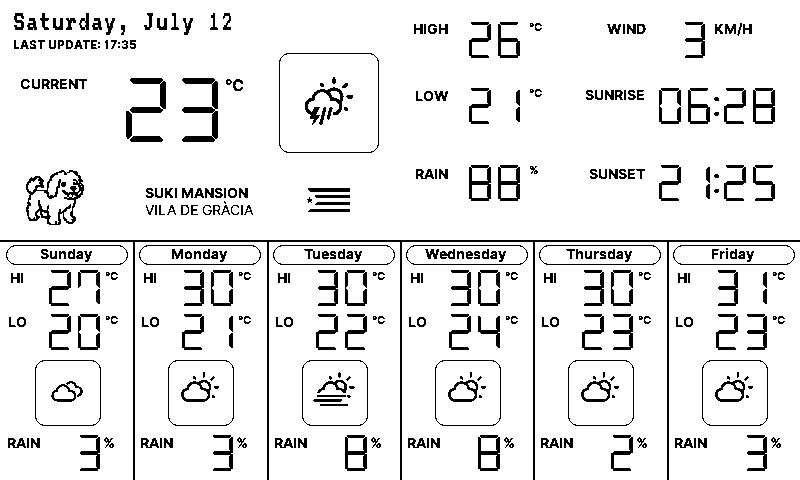 Saturday, July 12
LAST UPDATE: 17:35
CURRENT 23 °C
SUKI MANSION
VILA DE GRÀCIA
HIGH 26 °C
LOW 21 °C
RAIN 88 %
WIND 3 KM/H
SUNRISE 06:28
SUNSET 21:25
Sunday
HI 27 °C
LO 20 °C
RAIN 3 %
Monday
HI 30 °C
LO 21 °C
RAIN 3 %
Tuesday
HI 30 °C
LO 22 °C
RAIN 8 %
Wednesday
HI 30 °C
LO 24 °C
RAIN 8 %
Thursday
HI 30 °C
LO 23 °C
RAIN 2 %
Friday
HI 31 °C
LO 23 °C
RAIN 3 %